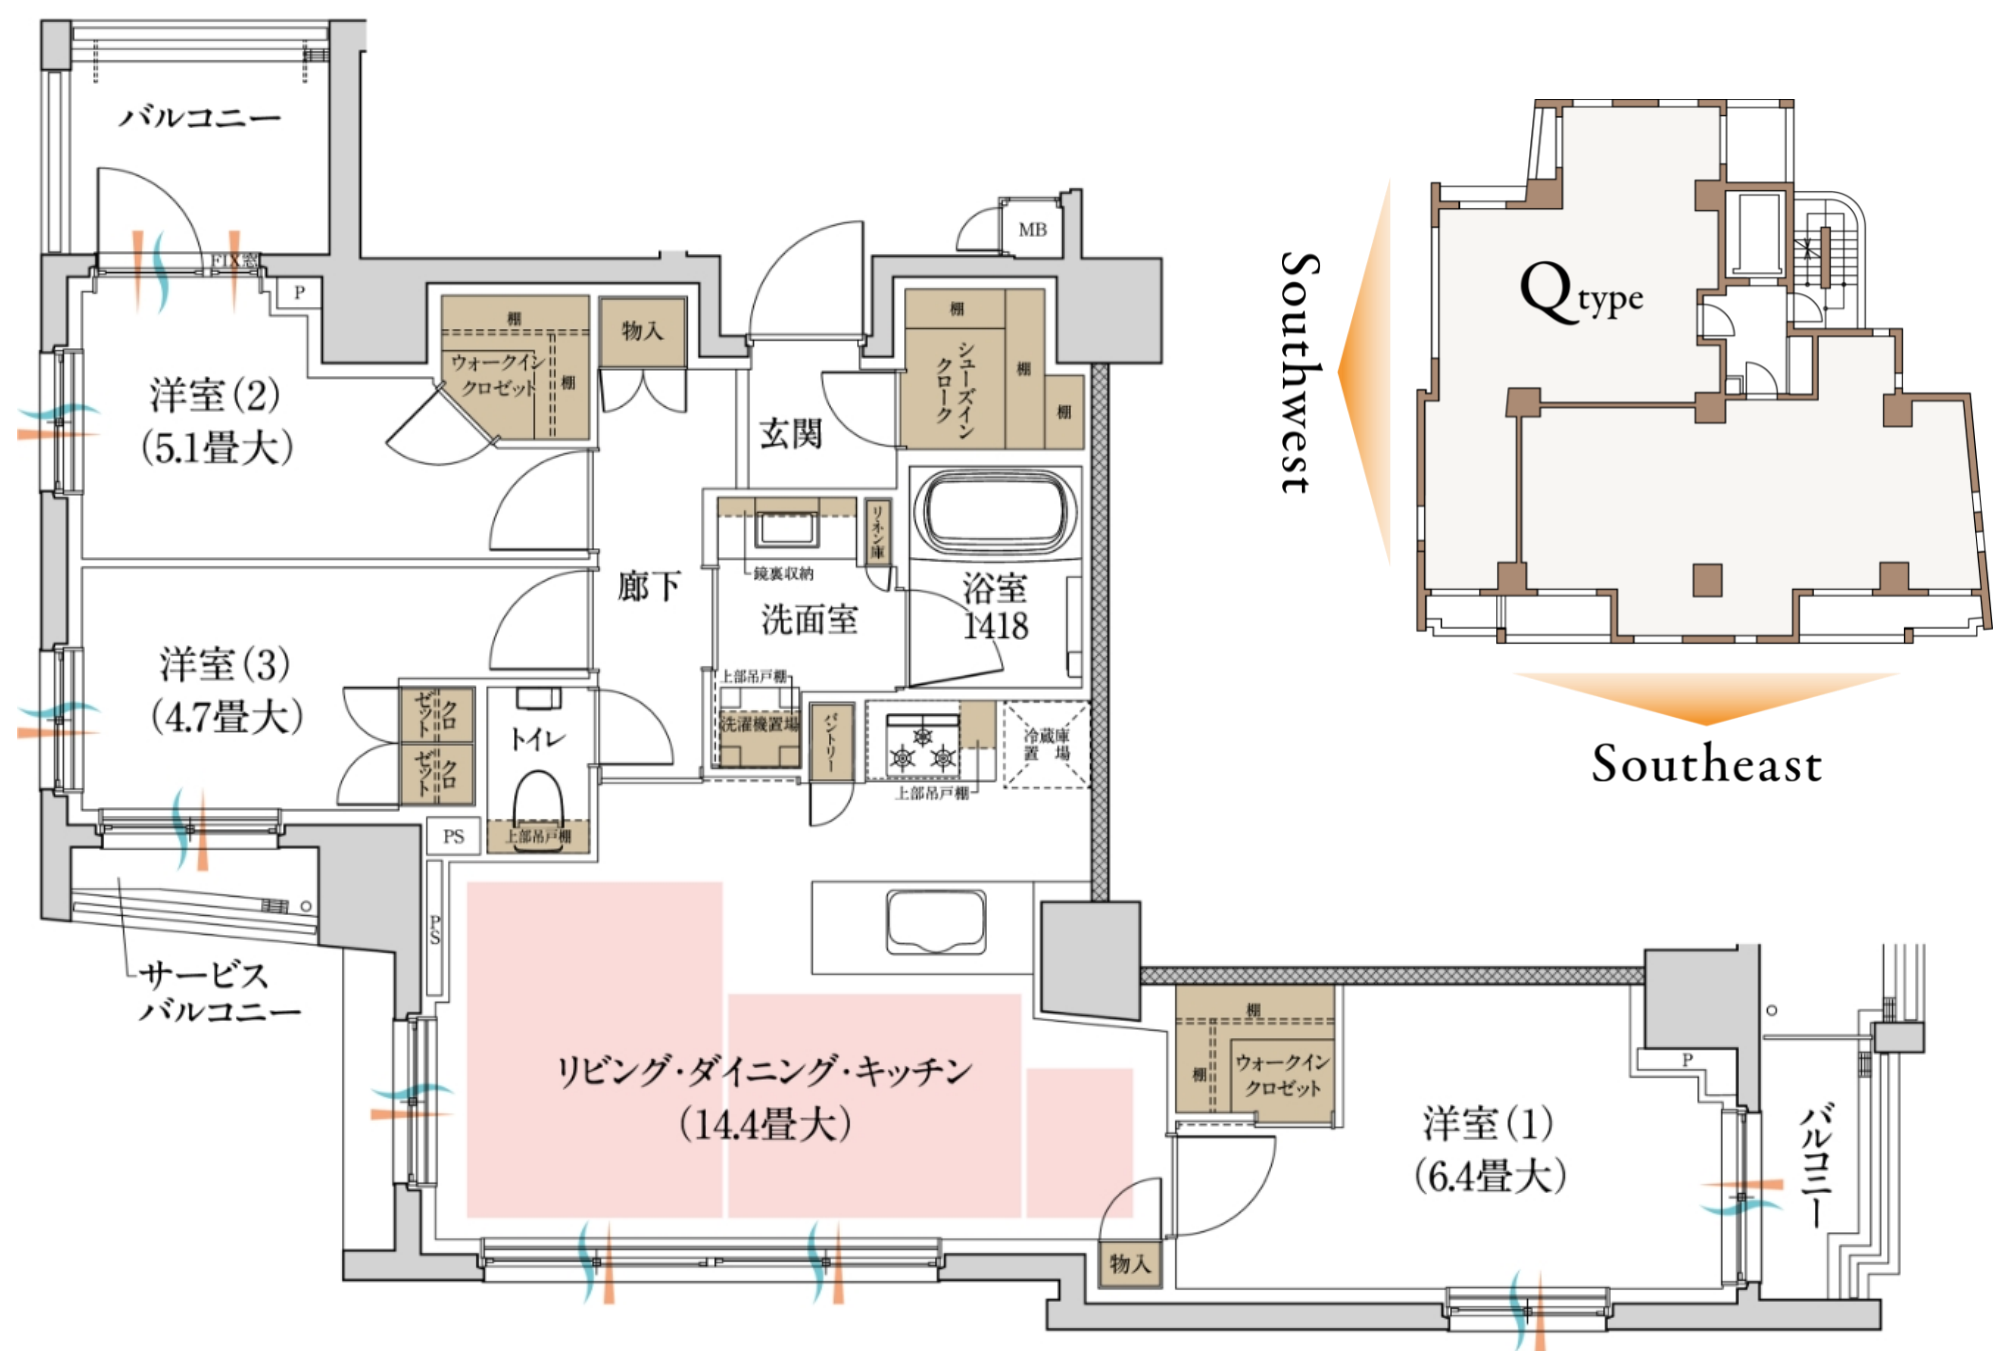 バルコニー
FIX窓
P
洋室(2)
(5.1畳大)
棚
ウォークイン
クロゼット
棚
物入
MB
玄関
棚
シューズイン
クローク
棚
棚
廊下
鏡裏収納
リネン庫
洗面室
浴室
1418
洋室(3)
(4.7畳大)
クロ
ゼット
クロ
ゼット
トイレ
上部吊戸棚
PS
PS
上部吊戸棚
洗濯機置場
パントリー
上部吊戸棚
冷蔵庫
置場
サービス
バルコニー
リビング・ダイニング・キッチン
(14.4畳大)
棚
棚
ウォークイン
クロゼット
物入
洋室(1)
(6.4畳大)
P
バルコニー
Q type
Southwest
Southeast